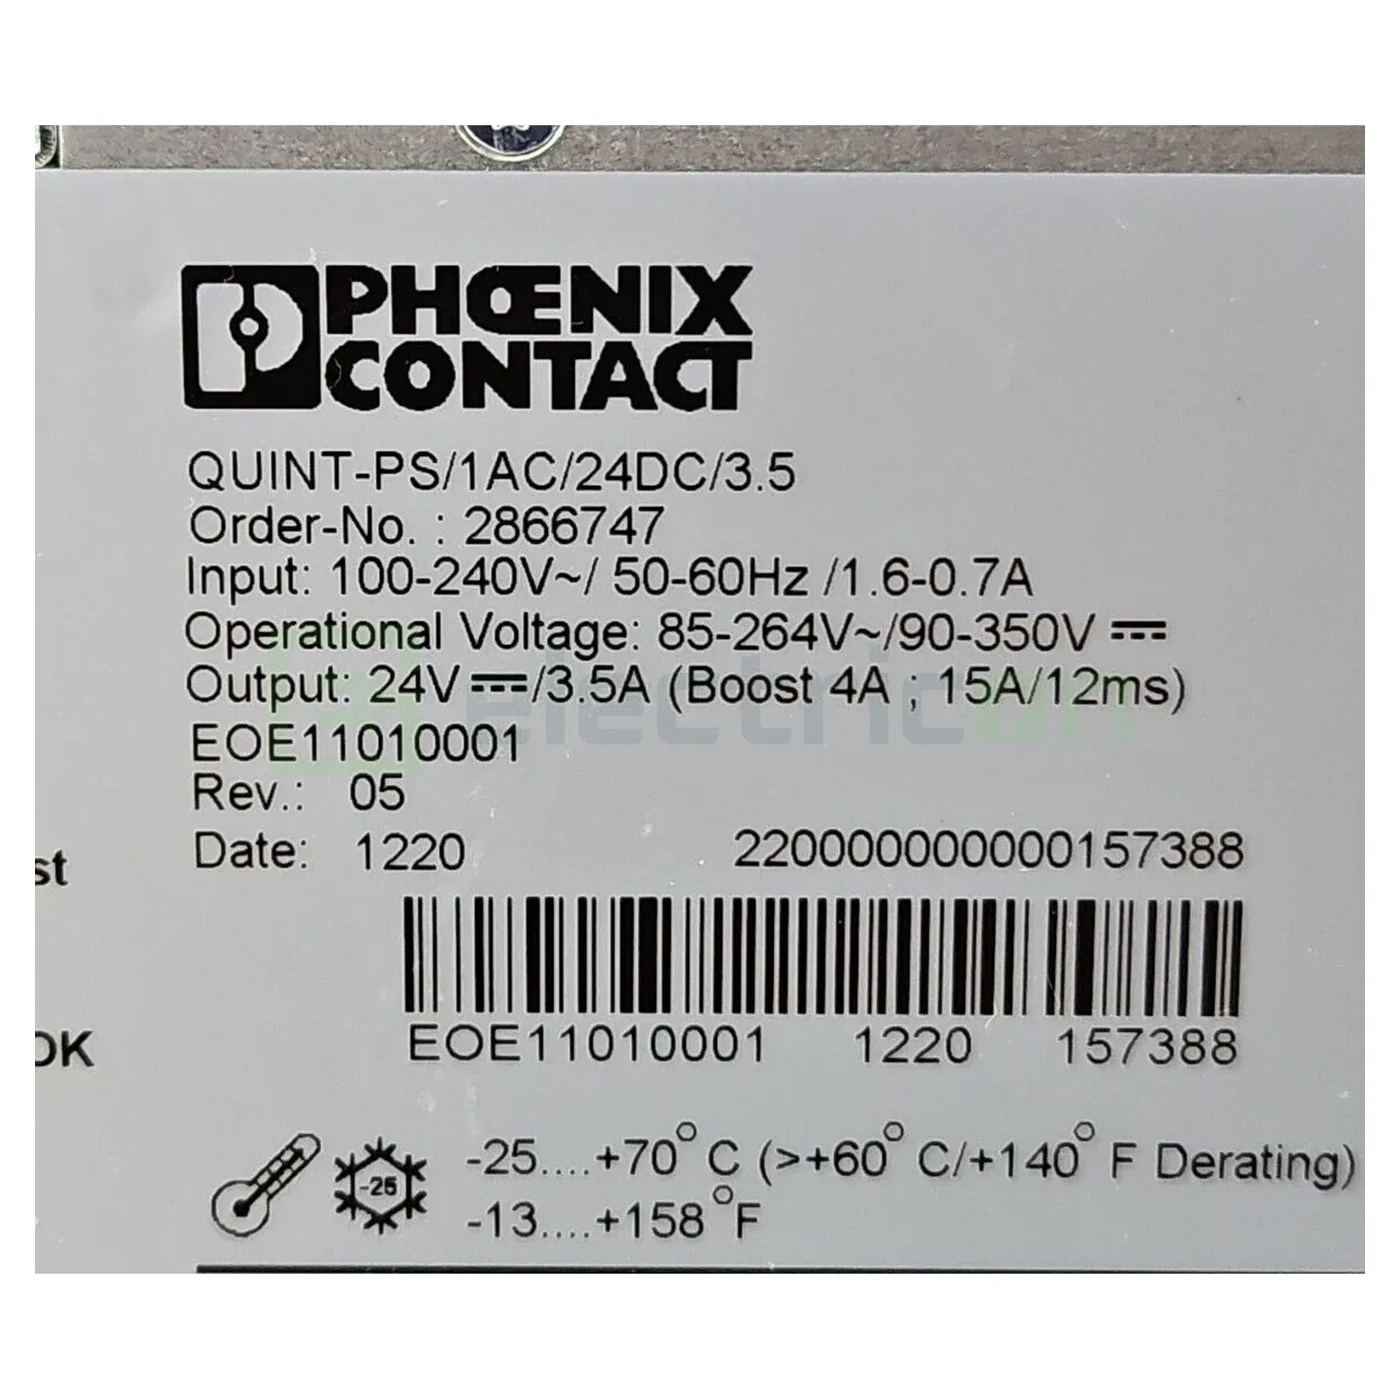 PHŒNIX
CONTACT
QUINT-PS/1AC/24DC/3.5
Order-No. : 2866747
Input: 100-240V~/ 50-60Hz /1.6-0.7A
Operational Voltage: 85-264V~/90-350V ⎓
Output: 24V ⎓/3.5A (Boost 4A ; 15A/12ms)
electricon
EOE11010001
Rev.: 05
Date: 1220 2200000000000157388
st
EOE11010001 1220 157388
OK
-25....+70°C (>+60°C/+140°F Derating)
-25
-13....+158°F